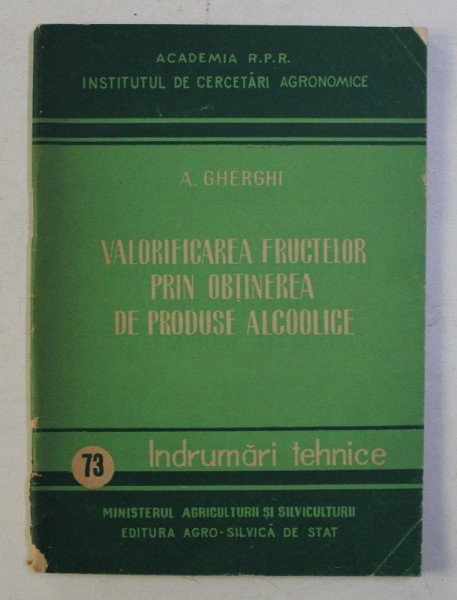 ACADEMIA R.P.R.
INSTITUTUL DE CERCETĂRI AGRONOMICE
A. GHERGHI
VALORIFICAREA FRUCTELOR
PRIN OBȚINEREA
DE PRODUSE ALCOOLICE
73 Indrumări tehnice
MINISTERUL AGRICULTURII ȘI SILVICULTURII
EDITURA AGRO-SILVICĂ DE STAT